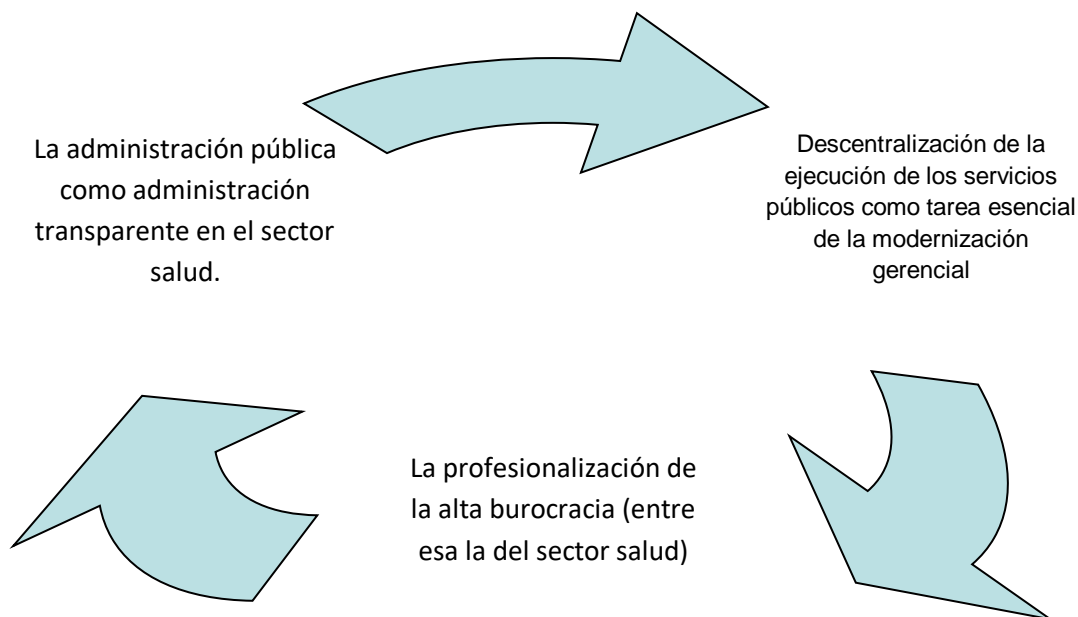 La administración pública
como administración
transparente en el sector
salud.
Descentralización de la
ejecución de los servicios
públicos como tarea esencial
de la modernización
gerencial
La profesionalización de
la alta burocracia (entre
esa la del sector salud)